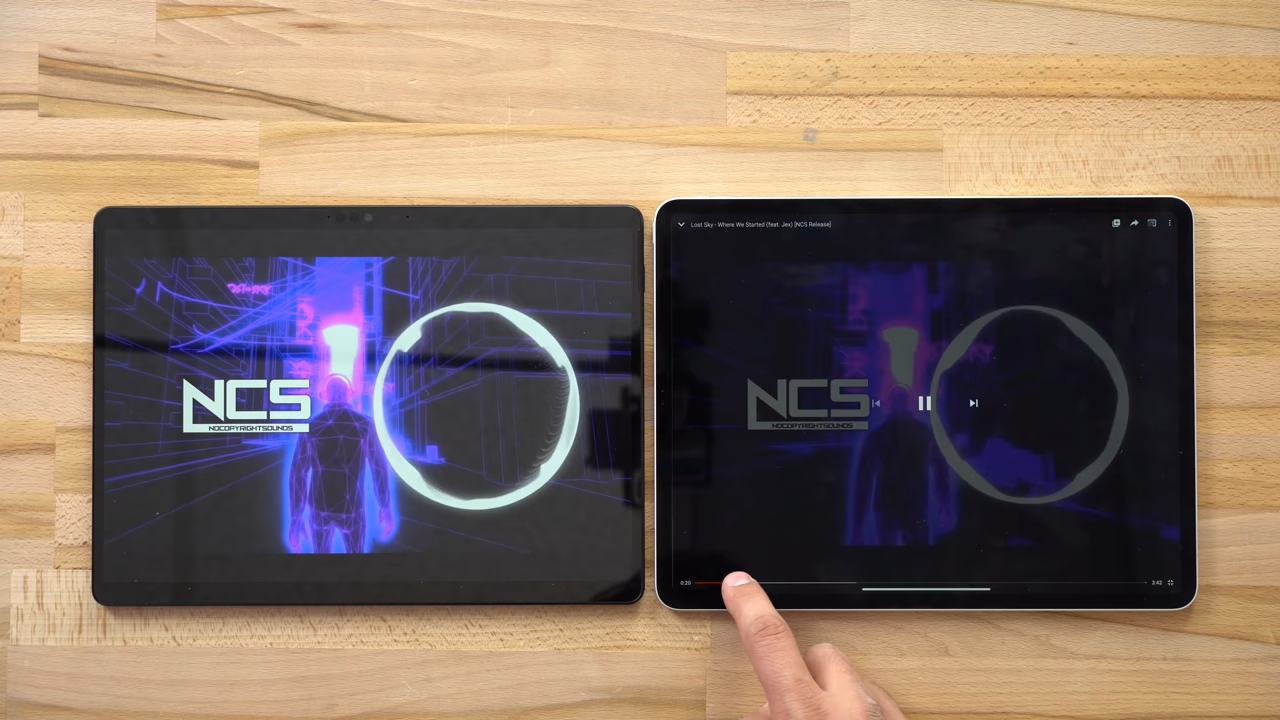 NCS
NOCOPYRIGHTSOUNDS
Lost Sky - Where We Started (feat. Jex) [NCS Release]
NCS
NOCOPYRIGHTSOUNDS
0:20
3:42